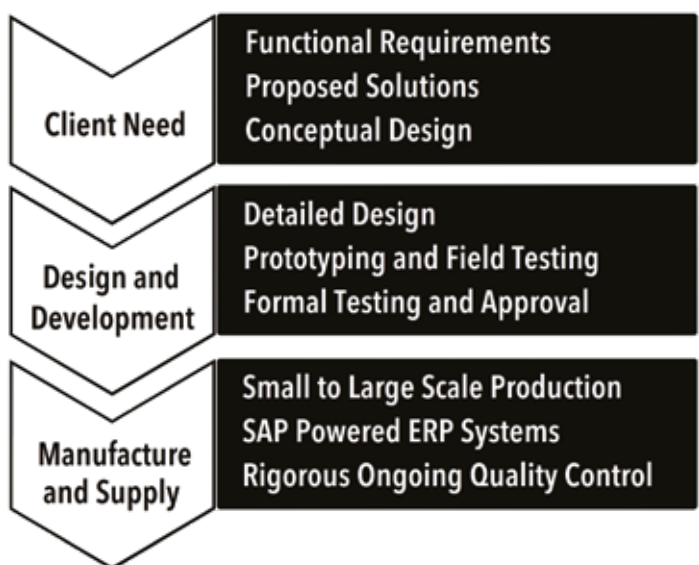 Client Need
Functional Requirements
Proposed Solutions
Conceptual Design
Design and
Development
Detailed Design
Prototyping and Field Testing
Formal Testing and Approval
Manufacture
and Supply
Small to Large Scale Production
SAP Powered ERP Systems
Rigorous Ongoing Quality Control